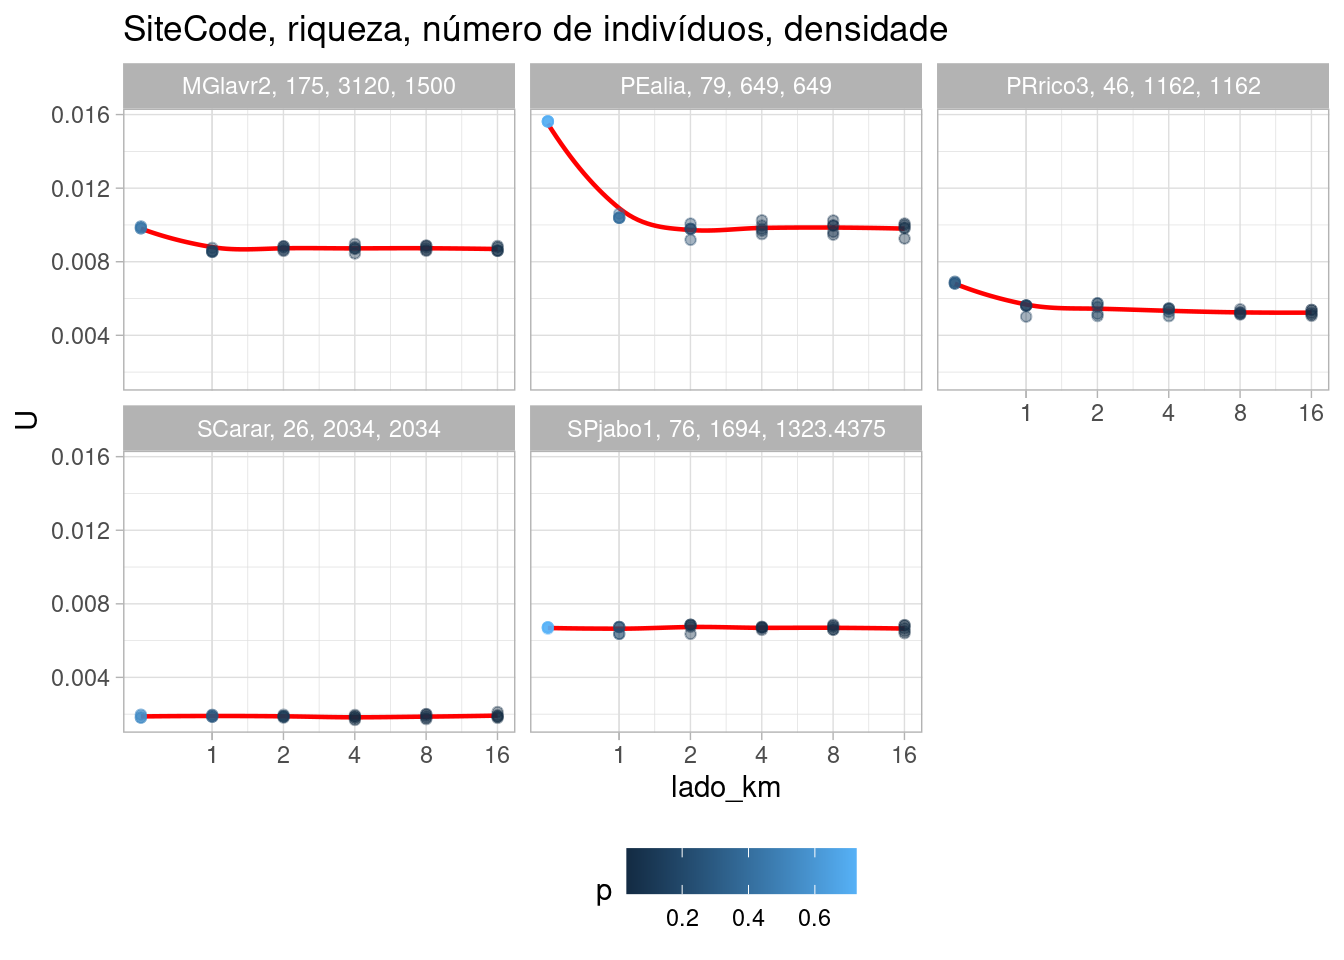 SiteCode, riqueza, número de indivíduos, densidade
MGlavr2, 175, 3120, 1500
PEalia, 79, 649, 649
PRrico3, 46, 1162, 1162
0.016
0.012
0.008
0.004
1 2 4 8 16
U
SCarar, 26, 2034, 2034
SPjabo1, 76, 1694, 1323.4375
0.016
0.012
0.008
0.004
1 2 4 8 16
1 2 4 8 16
lado_km
p
0.2 0.4 0.6